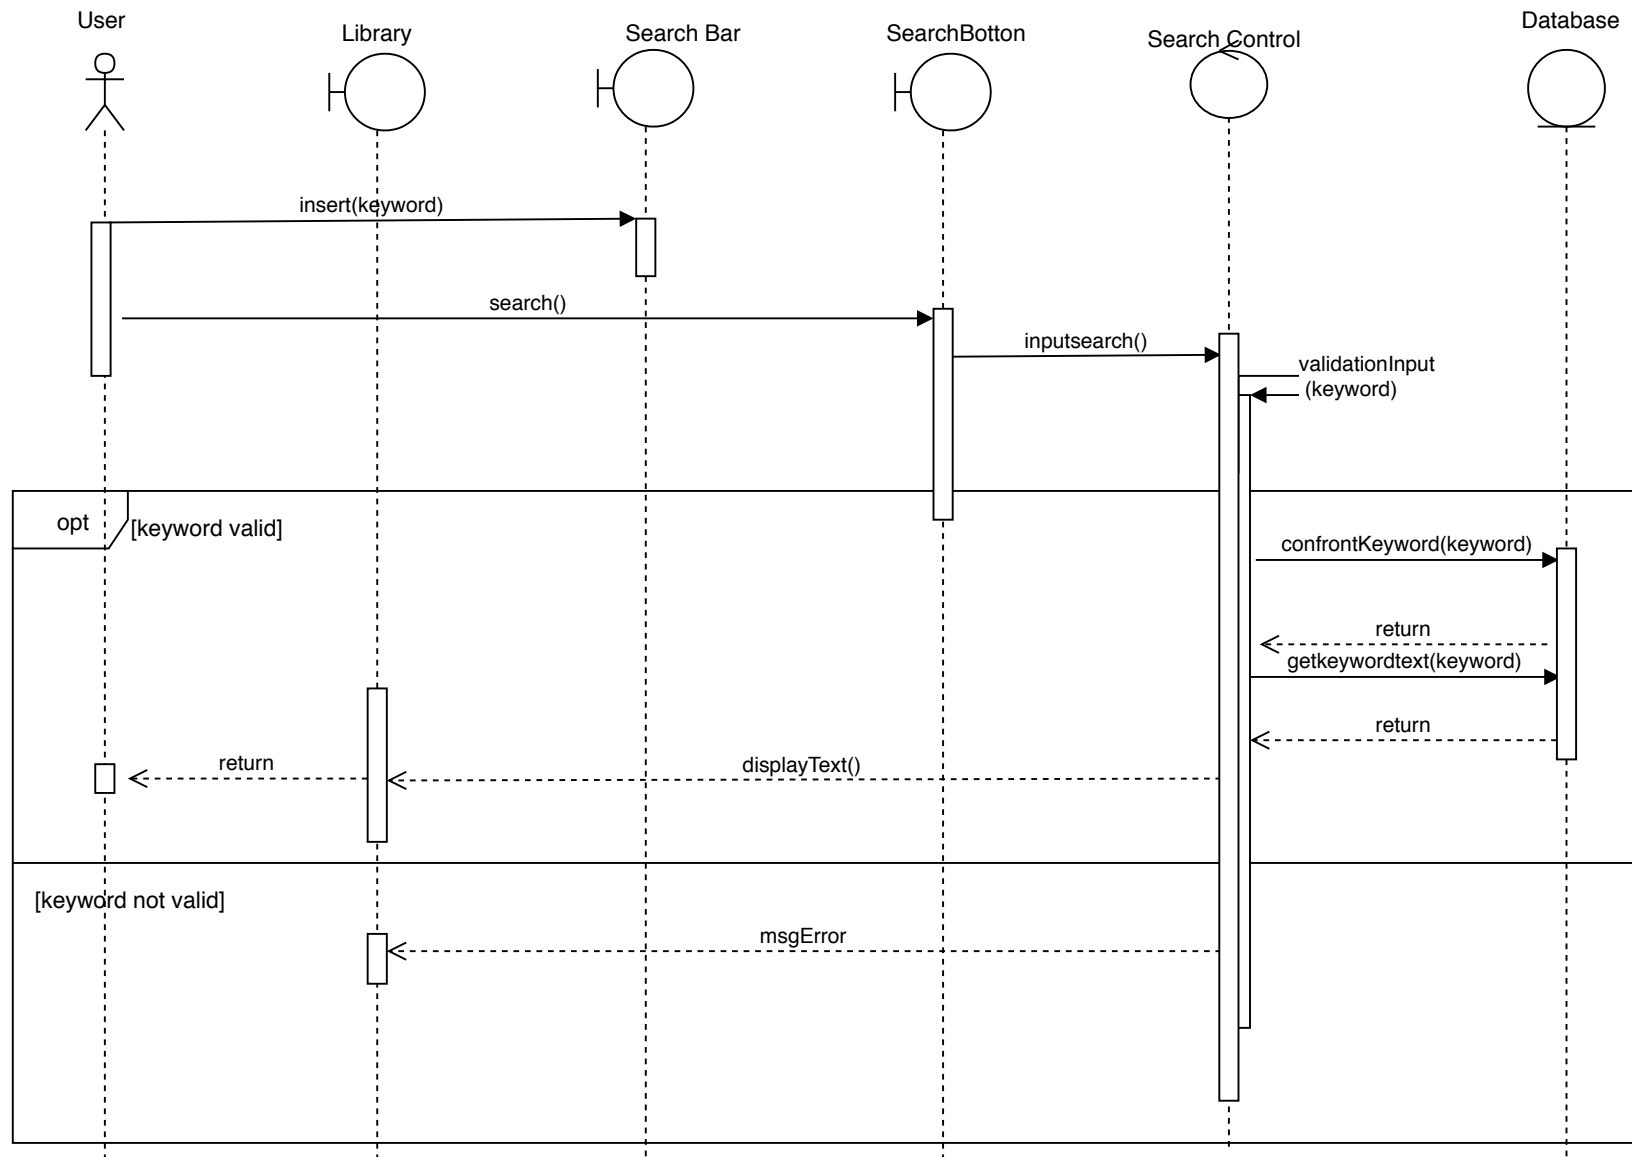 User
Library
Search Bar
SearchBotton
Search Control
Database
insert(keyword)
search()
inputsearch()
validationInput
(keyword)
opt
[keyword valid]
confrontKeyword(keyword)
return
getkeywordtext(keyword)
return
return
displayText()
[keyword not valid]
msgError